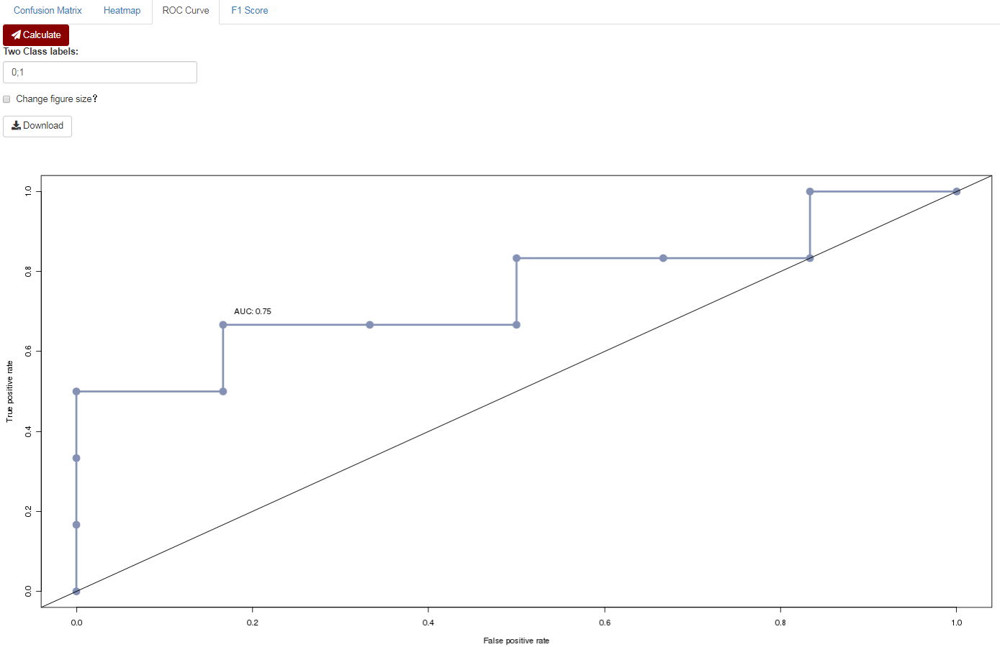 Confusion Matrix Heatmap ROC Curve F1 Score
Calculate
Two Class labels:
0;1
Change figure size?
Download
1.0
0.8
0.6
0.4
0.2
0.0
True positive rate
AUC: 0.75
0.0 0.2 0.4 0.6 0.8 1.0
False positive rate